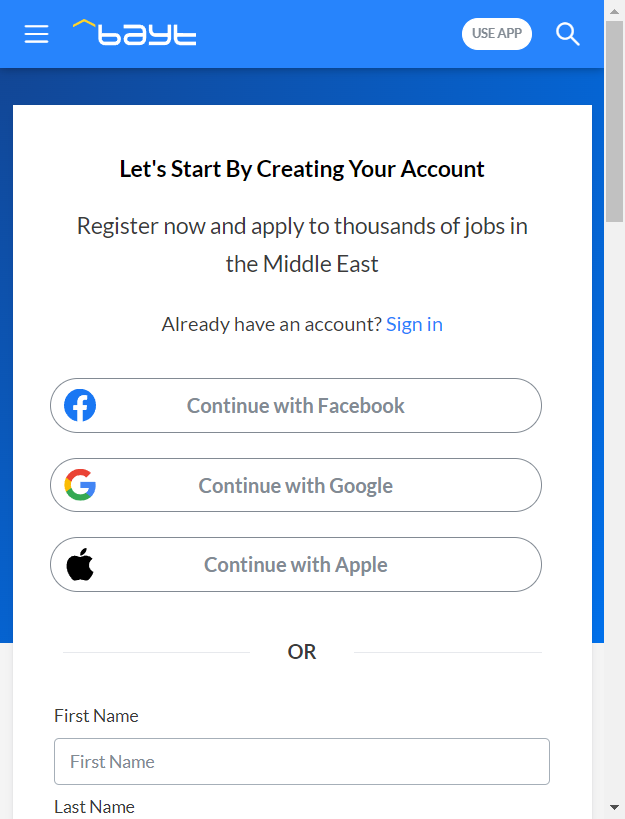 bayt
USE APP
Let's Start By Creating Your Account
Register now and apply to thousands of jobs in
the Middle East
Already have an account? Sign in
Continue with Facebook
Continue with Google
Continue with Apple
OR
First Name
First Name
Last Name